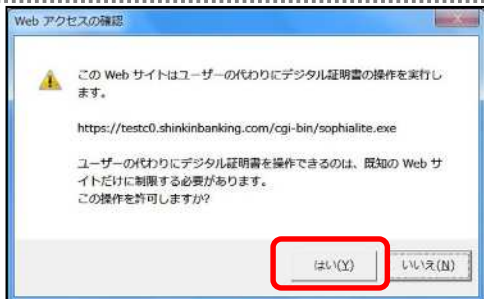 Web アクセスの確認
この Web サイトはユーザーの代わりにデジタル証明書の操作を実行し
ます。
https://testc0.shinkinbanking.com/cgi-bin/sophialite.exe
ユーザーの代わりにデジタル証明書を操作できるのは、既知の Web サ
イトだけに制限する必要があります。
この操作を許可しますか?
はい(Y) いいえ(N)